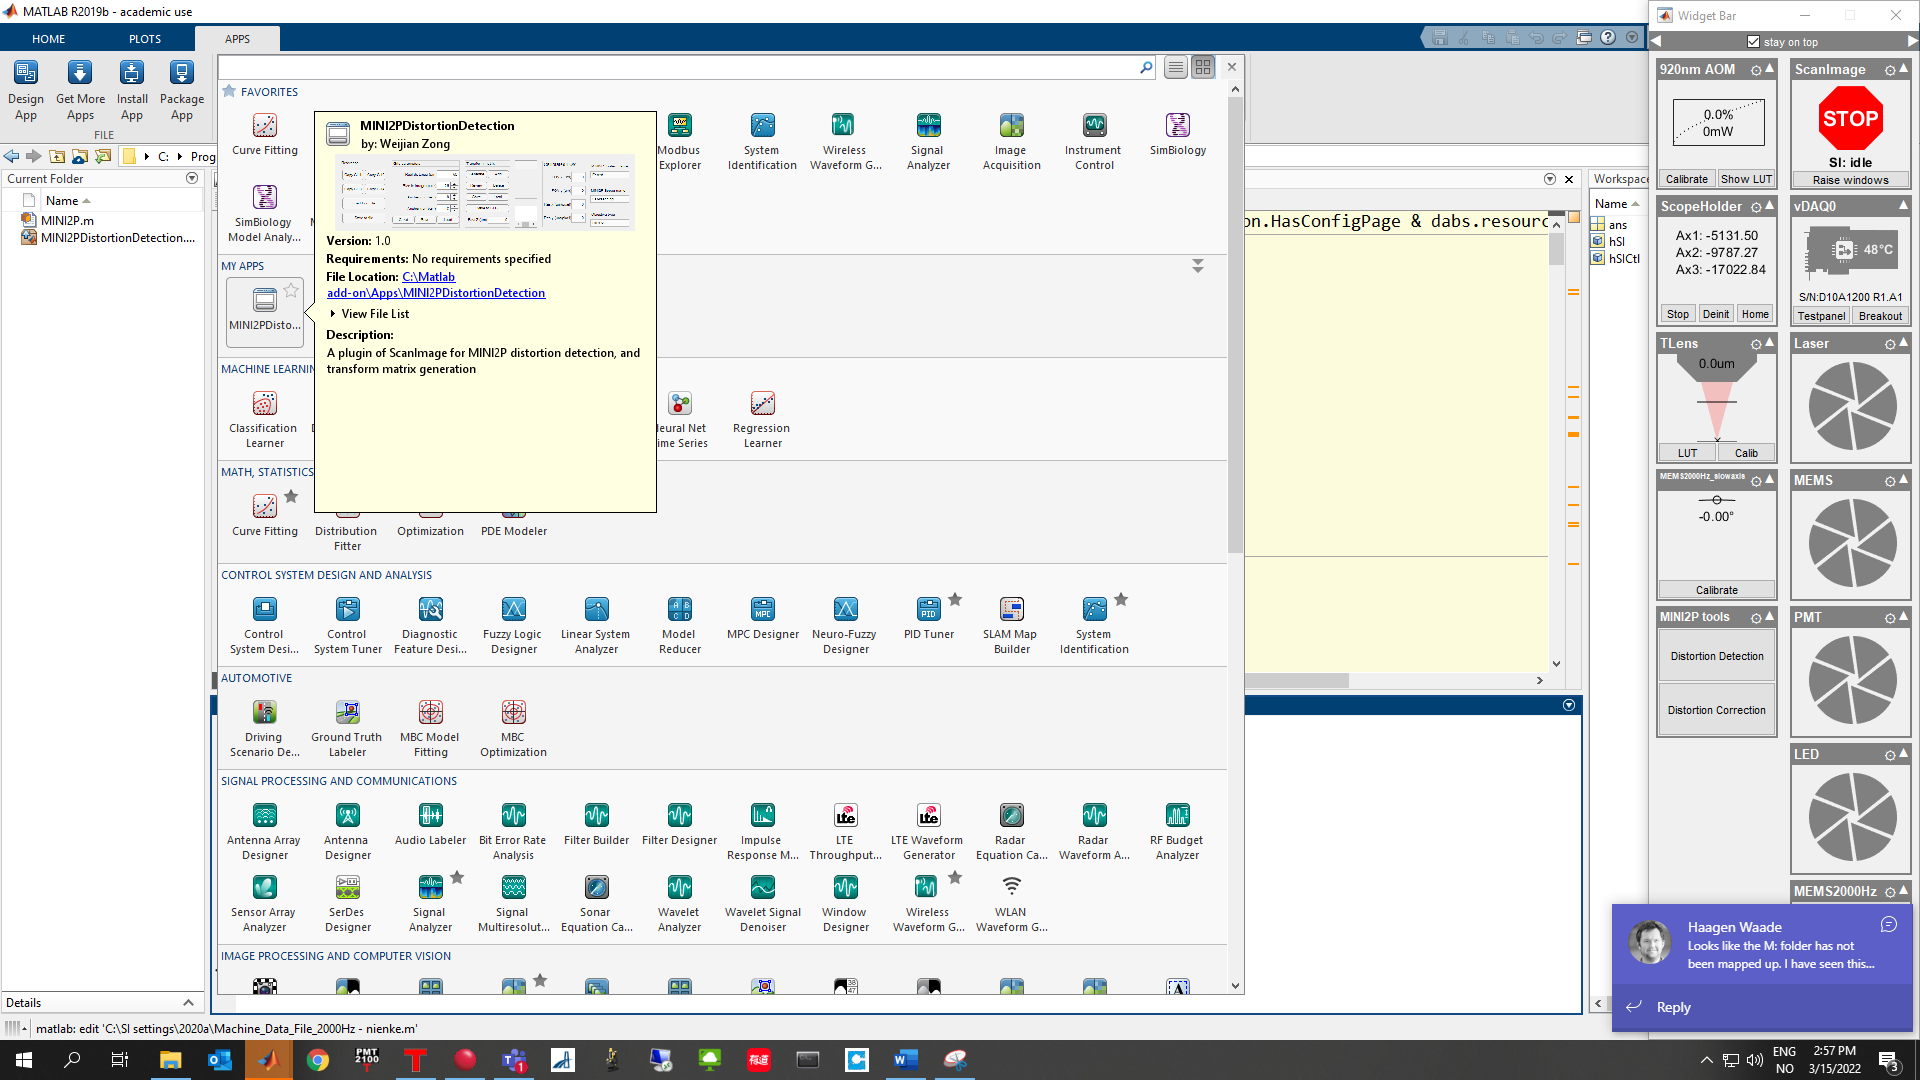 MATLAB R2019b - academic use
HOME
PLOTS
APPS
Design App
Get More Apps
Install App
Package App
FILE
C:
Prog
Current Folder
Name
MINI2P.m
MINI2PDistortionDetection....
Details
FAVORITES
Curve Fitting
Modbus Explorer
System Identification
Wireless Waveform G...
Signal Analyzer
Image Acquisition
Instrument Control
SimBiology
SimBiology Model Analy...
MY APPS
MINI2PDisto...
MINI2PDistortionDetection
by: Weijian Zong
Version: 1.0
Requirements: No requirements specified
File Location: C:\Matlab
add-on\Apps\MINI2PDistortionDetection
View File List
Description:
A plugin of ScanImage for MINI2P distortion detection, and
transform matrix generation
MACHINE LEARNIN
Classification Learner
eural Net
ime Series
Regression Learner
MATH, STATISTICS
Curve Fitting
Distribution Fitter
Optimization
PDE Modeler
CONTROL SYSTEM DESIGN AND ANALYSIS
Control System Desi...
Control System Tuner
Diagnostic Feature Desi...
Fuzzy Logic Designer
Linear System Analyzer
Model Reducer
MPC Designer
Neuro-Fuzzy Designer
PID Tuner
SLAM Map Builder
System Identification
AUTOMOTIVE
Driving Scenario De...
Ground Truth Labeler
MBC Model Fitting
MBC Optimization
SIGNAL PROCESSING AND COMMUNICATIONS
Antenna Array Designer
Antenna Designer
Audio Labeler
Bit Error Rate Analysis
Filter Builder
Filter Designer
Impulse Response M...
LTE Throughput...
LTE Waveform Generator
Radar Equation Ca...
Radar Waveform A...
RF Budget Analyzer
Sensor Array Analyzer
SerDes Designer
Signal Analyzer
Signal Multiresolut...
Sonar Equation Ca...
Wavelet Analyzer
Wavelet Signal Denoiser
Window Designer
Wireless Waveform G...
WLAN Waveform G...
IMAGE PROCESSING AND COMPUTER VISION
on.HasConfigPage & dabs.resourc
Workspace
Name
ans
hSI
hSICtl
Widget Bar
stay on top
920nm AOM
0.0%
0mW
Calibrate
Show LUT
ScanImage
STOP
SI: idle
Raise windows
ScopeHolder
Ax1: -5131.50
Ax2: -9787.27
Ax3: -17022.84
Stop
Deinit
Home
vDAQ0
48°C
S/N:D10A1200 R1.A1
Testpanel
Breakout
TLens
0.0um
LUT
Calib
Laser
MEMS2000Hz_slowaxis
-0.00°
Calibrate
MEMS
MINI2P tools
Distortion Detection
Distortion Correction
PMT
LED
MEMS2000Hz
Haagen Waade
Looks like the M: folder has not
been mapped up. I have seen this...
Reply
matlab: edit 'C:\SI settings\2020a\Machine_Data_File_2000Hz - nienke.m'
PMT
2100
有道
ENG
NO
2:57 PM
3/15/2022
3